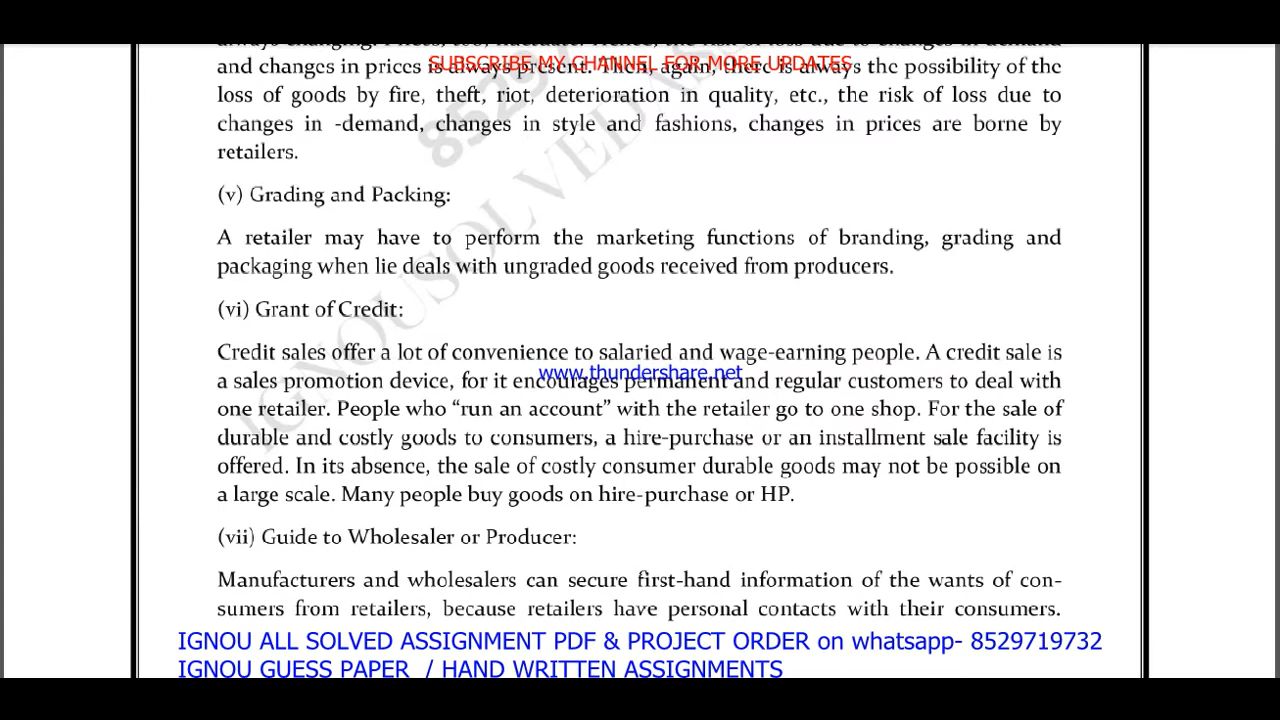 SUBSCRIBE MY CHANNEL FOR MORE UPDATES
and changes in prices is always present. Then, again, there is always the possibility of the
loss of goods by fire, theft, riot, deterioration in quality, etc., the risk of loss due to
changes in -demand, changes in style and fashions, changes in prices are borne by
retailers.
(v) Grading and Packing:
A retailer may have to perform the marketing functions of branding, grading and
packaging when lie deals with ungraded goods received from producers.
(vi) Grant of Credit:
Credit sales offer a lot of convenience to salaried and wage-earning people. A credit sale is
www.thundershare.net
a sales promotion device, for it encourages permanent and regular customers to deal with
one retailer. People who “run an account” with the retailer go to one shop. For the sale of
durable and costly goods to consumers, a hire-purchase or an installment sale facility is
offered. In its absence, the sale of costly consumer durable goods may not be possible on
a large scale. Many people buy goods on hire-purchase or HP.
(vii) Guide to Wholesaler or Producer:
Manufacturers and wholesalers can secure first-hand information of the wants of con-
sumers from retailers, because retailers have personal contacts with their consumers.
IGNOU ALL SOLVED ASSIGNMENT PDF & PROJECT ORDER on whatsapp- 8529719732
IGNOU GUESS PAPER / HAND WRITTEN ASSIGNMENTS